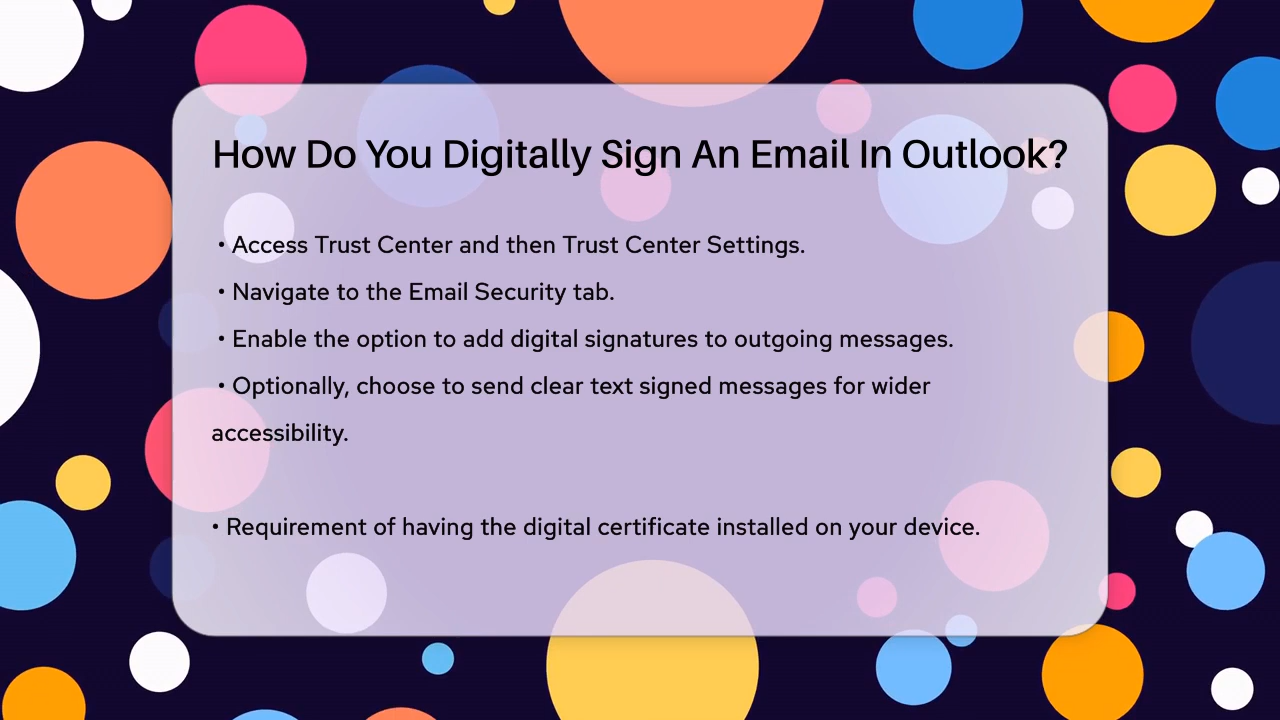 How Do You Digitally Sign An Email In Outlook?
• Access Trust Center and then Trust Center Settings.
• Navigate to the Email Security tab.
• Enable the option to add digital signatures to outgoing messages.
• Optionally, choose to send clear text signed messages for wider
accessibility.
• Requirement of having the digital certificate installed on your device.